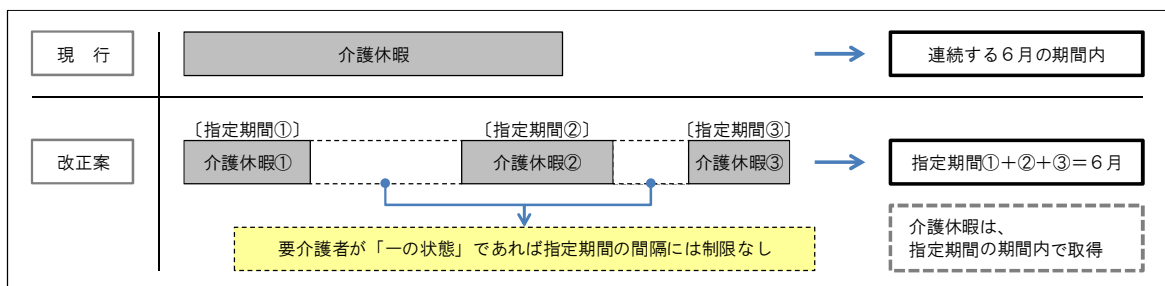 現　行
介護休暇
連続する６月の期間内
〔指定期間①〕
〔指定期間②〕
〔指定期間③〕
改正案
介護休暇①
介護休暇②
介護休暇③
指定期間①＋②＋③＝６月
要介護者が「一の状態」であれば指定期間の間隔には制限なし
介護休暇は、
指定期間の期間内で取得